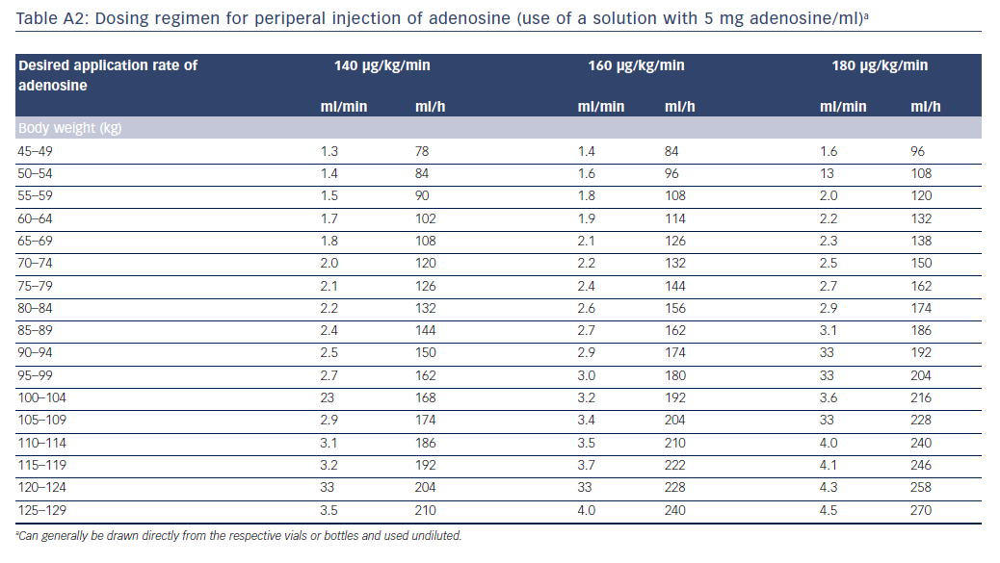 Table A2: Dosing regimen for periperal injection of adenosine (use of a solution with 5 mg adenosine/ml)ᵃ
Desired application rate of 140 µg/kg/min 160 µg/kg/min 180 µg/kg/min
adenosine
ml/min ml/h ml/min ml/h ml/min ml/h
Body weight (kg)
45–49 1.3 78 1.4 84 1.6 96
50–54 1.4 84 1.6 96 13 108
55–59 1.5 90 1.8 108 2.0 120
60–64 1.7 102 1.9 114 2.2 132
65–69 1.8 108 2.1 126 2.3 138
70–74 2.0 120 2.2 132 2.5 150
75–79 2.1 126 2.4 144 2.7 162
80–84 2.2 132 2.6 156 2.9 174
85–89 2.4 144 2.7 162 3.1 186
90–94 2.5 150 2.9 174 33 192
95–99 2.7 162 3.0 180 33 204
100–104 23 168 3.2 192 3.6 216
105–109 2.9 174 3.4 204 33 228
110–114 3.1 186 3.5 210 4.0 240
115–119 3.2 192 3.7 222 4.1 246
120–124 33 204 33 228 4.3 258
125–129 3.5 210 4.0 240 4.5 270
ᵃCan generally be drawn directly from the respective vials or bottles and used undiluted.